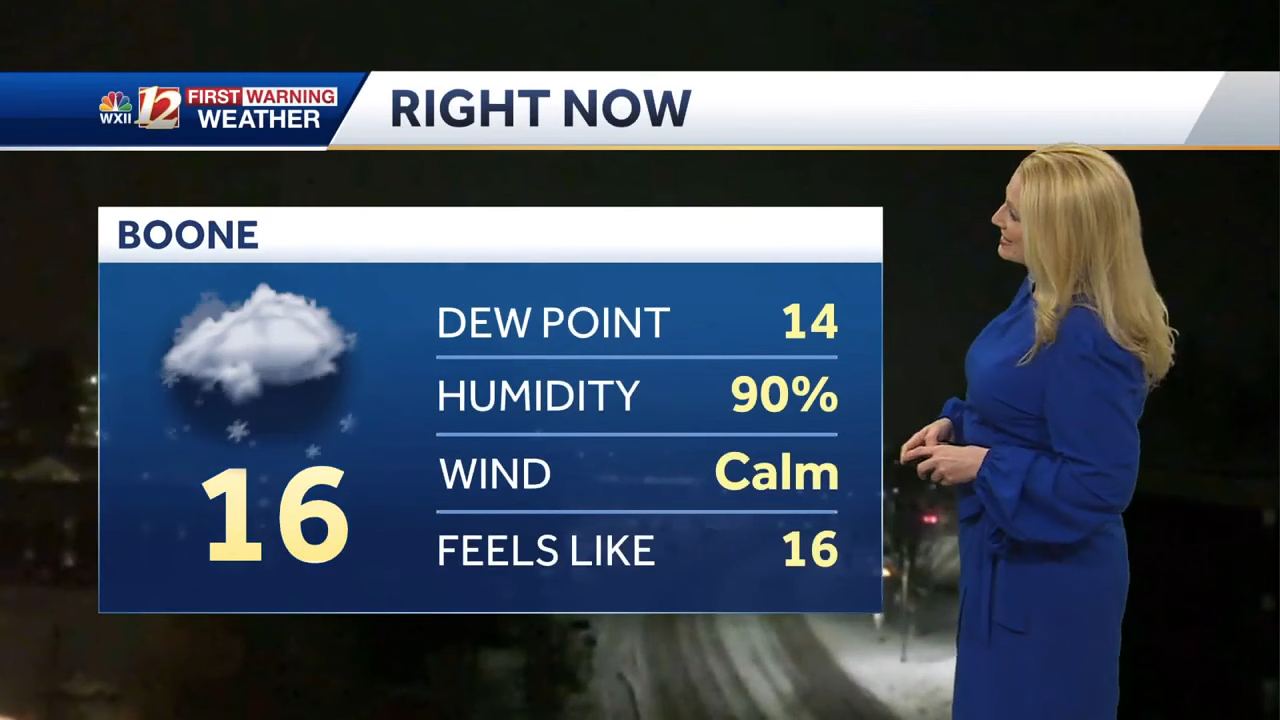 WXII 12 FIRST WARNING
WEATHER
RIGHT NOW
BOONE
DEW POINT 14
HUMIDITY 90%
WIND Calm
FEELS LIKE 16
16